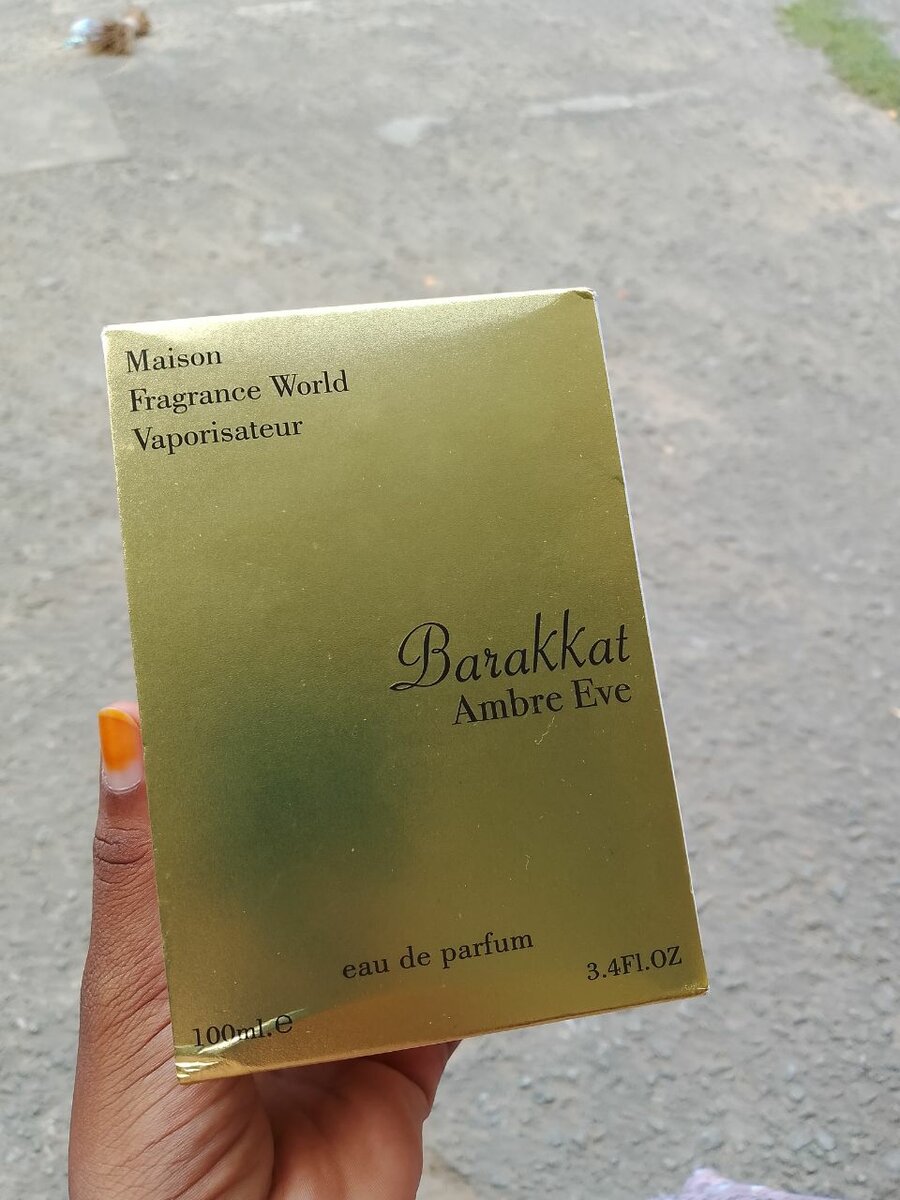 Maison
Fragrance World
Vaporisateur
Barakkat
Ambre Eve
eau de parfum
3.4Fl.OZ
100ml.e